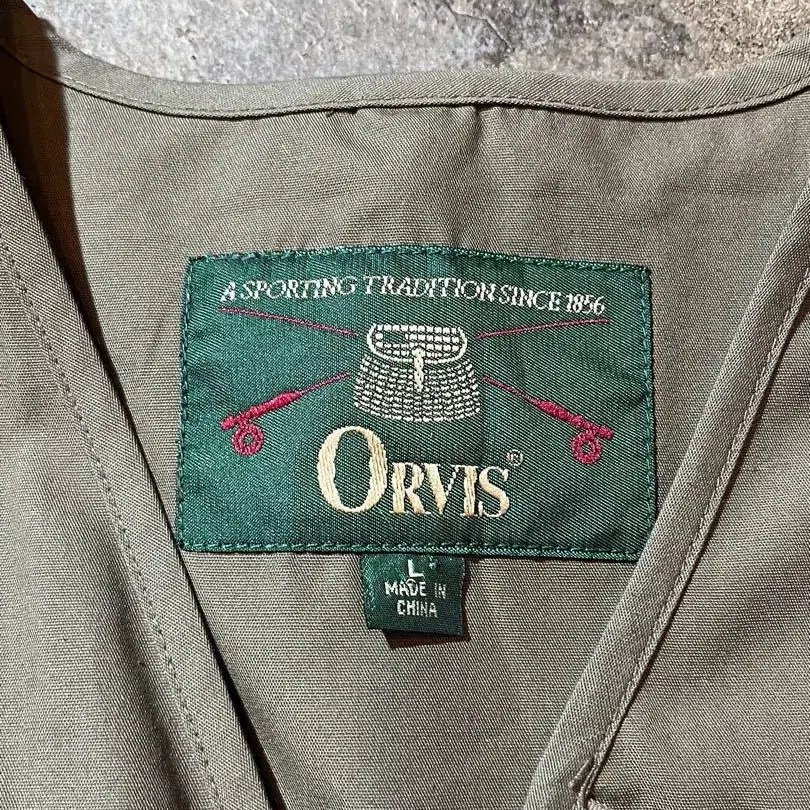 A SPORTING TRADITION SINCE 1856
ORVIS®
L
MADE IN
CHINA